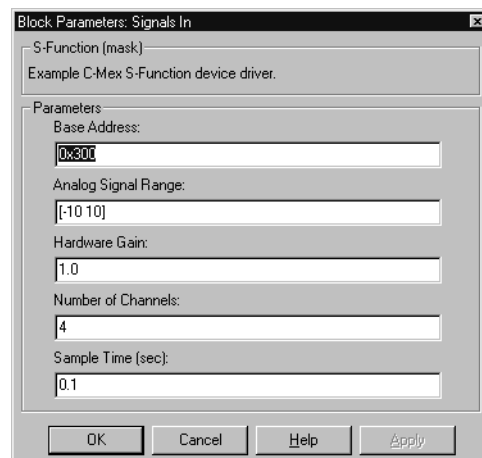 Block Parameters: Signals In
S-Function (mask)
Example C-Mex S-Function device driver.
Parameters
Base Address:
0x300
Analog Signal Range:
[-10 10]
Hardware Gain:
1.0
Number of Channels:
4
Sample Time (sec):
0.1
OK Cancel Help Apply